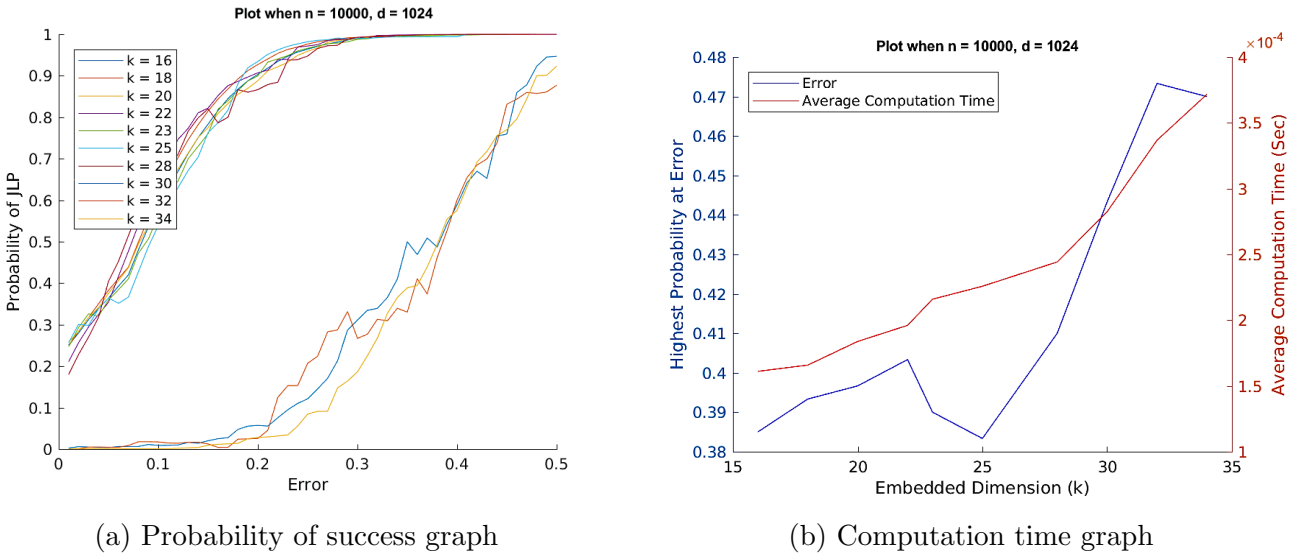 Plot when n = 10000, d = 1024
1
0.9
0.8
0.7
0.6
0.5
0.4
0.3
0.2
0.1
0
Probability of JLP
k = 16
k = 18
k = 20
k = 22
k = 23
k = 25
k = 28
k = 30
k = 32
k = 34
0 0.1 0.2 0.3 0.4 0.5
Error
(a) Probability of success graph
Plot when n = 10000, d = 1024
×10⁻⁴
0.48
0.47
0.46
0.45
0.44
0.43
0.42
0.41
0.4
0.39
0.38
Highest Probability at Error
Error
Average Computation Time
4
3.5
3
2.5
2
1.5
1
Average Computation Time (Sec)
15 20 25 30 35
Embedded Dimension (k)
(b) Computation time graph